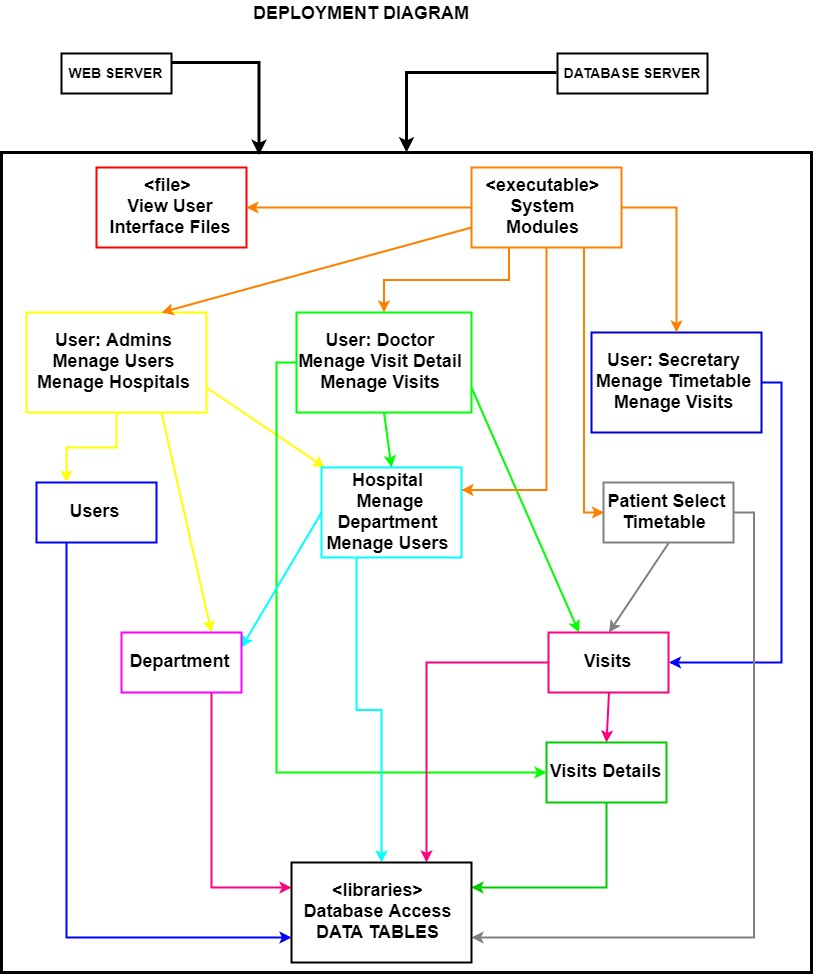 DEPLOYMENT DIAGRAM
WEB SERVER
DATABASE SERVER
<file>
View User
Interface Files
<executable>
System
Modules
User: Admins
Menage Users
Menage Hospitals
User: Doctor
Menage Visit Detail
Menage Visits
User: Secretary
Menage Timetable
Menage Visits
Users
Hospital
Menage
Department
Menage Users
Patient Select
Timetable
Department
Visits
Visits Details
<libraries>
Database Access
DATA TABLES